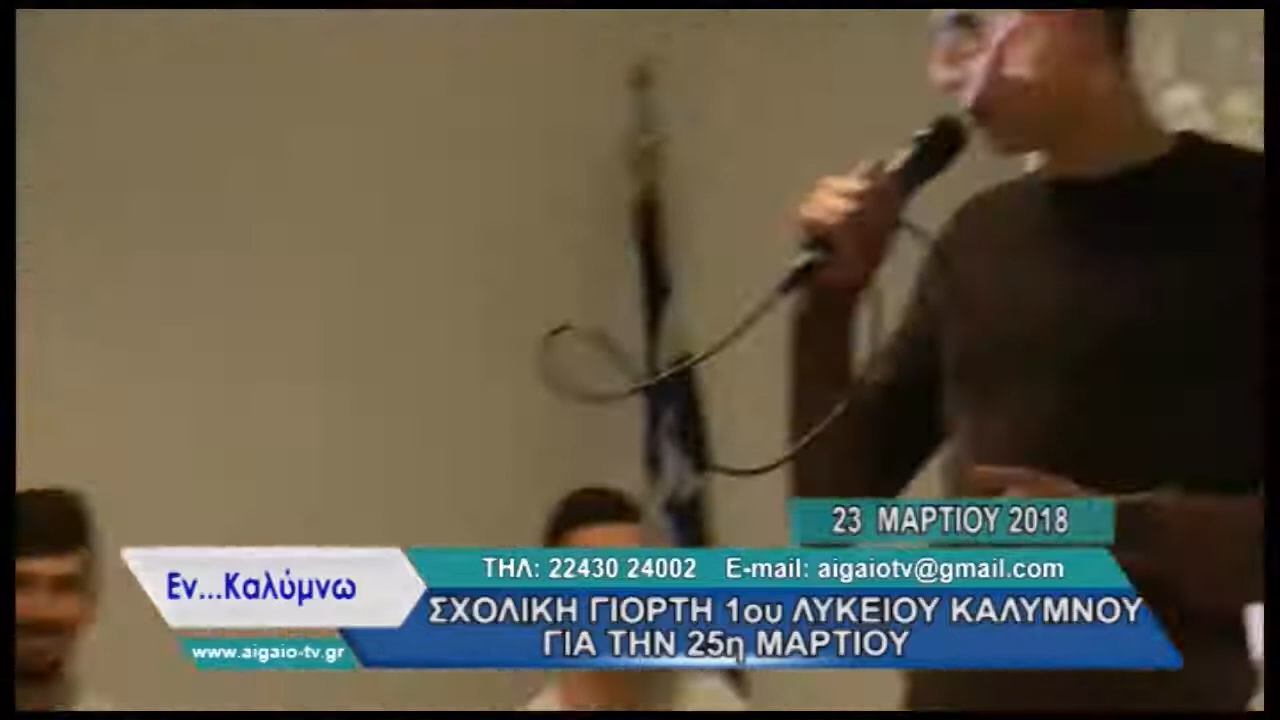 23 ΜΑΡΤΙΟΥ 2018
ΤΗΛ: 22430 24002 E-mail: aigaiotv@gmail.com
Εν...Καλύμνω
ΣΧΟΛΙΚΗ ΓΙΟΡΤΗ 1ου ΛΥΚΕΙΟΥ ΚΑΛΥΜΝΟΥ
ΓΙΑ ΤΗΝ 25η ΜΑΡΤΙΟΥ
www.aigaio-tv.gr